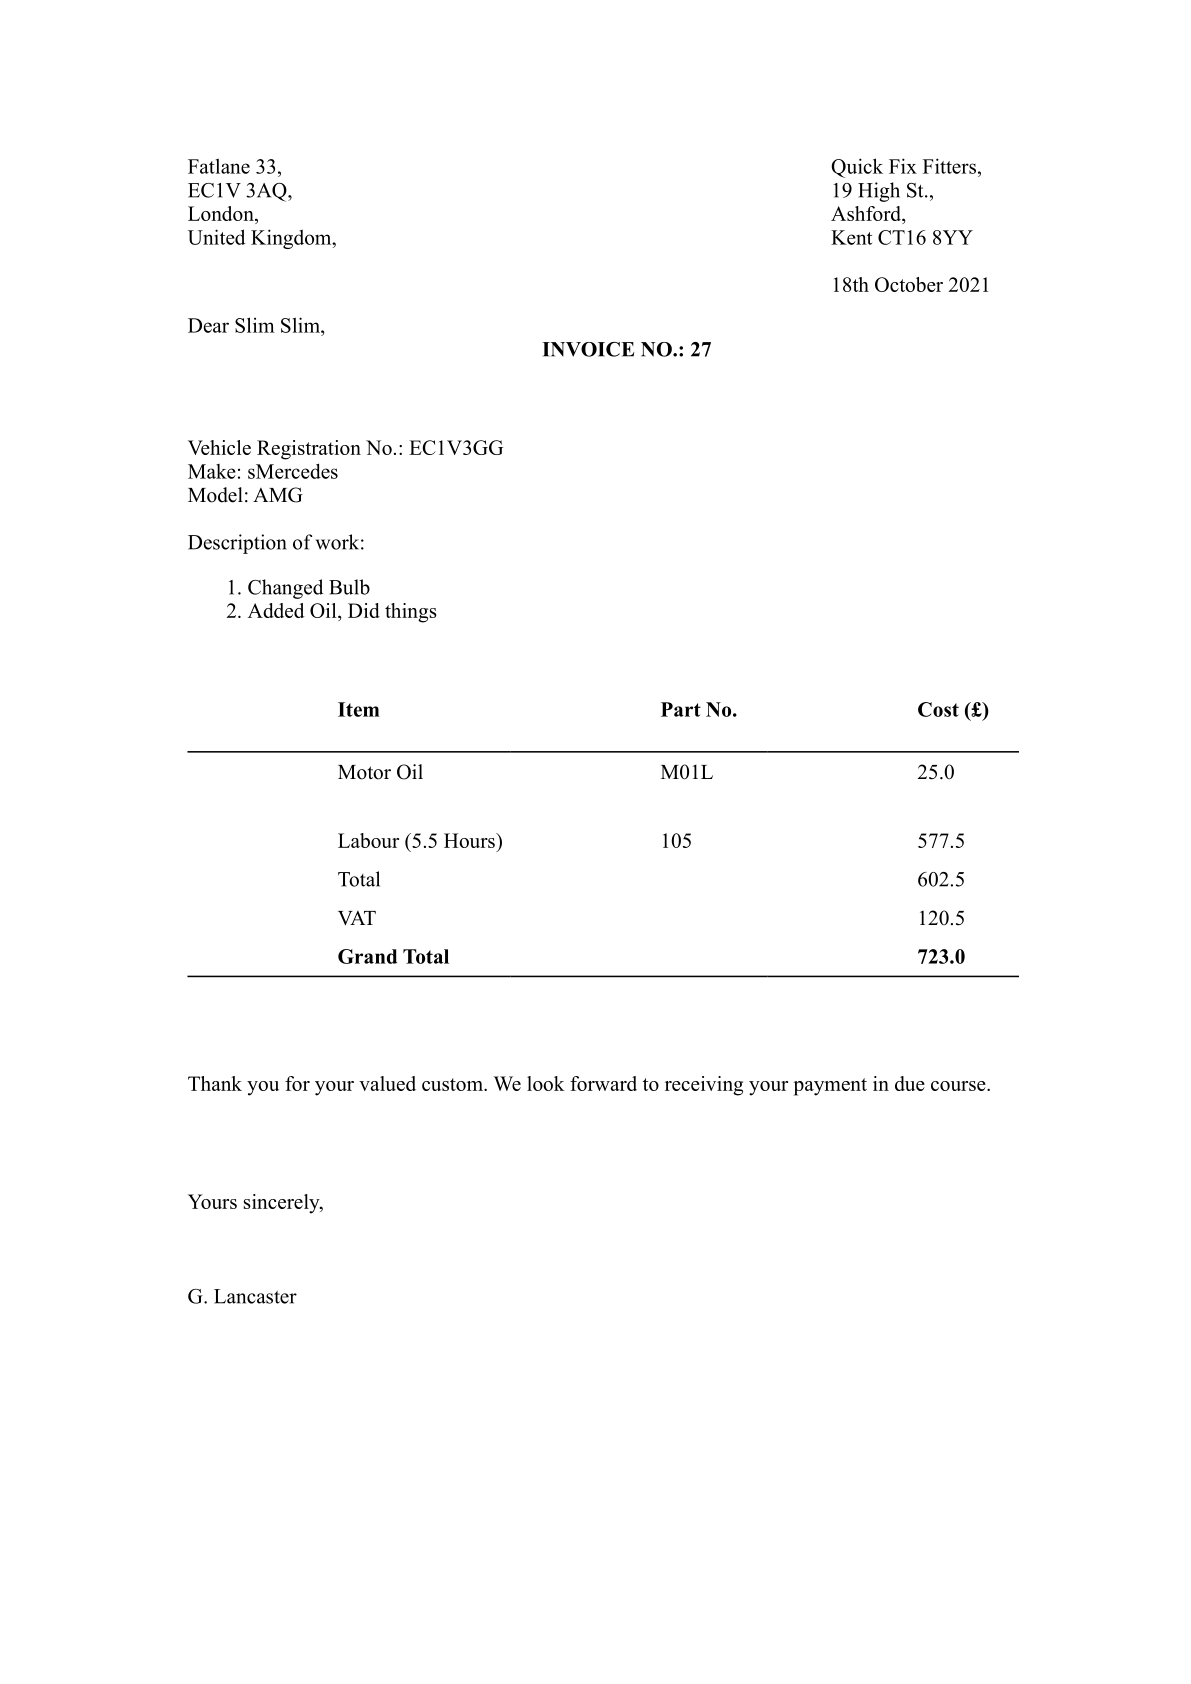 Fatlane 33,
EC1V 3AQ,
London,
United Kingdom,
Quick Fix Fitters,
19 High St.,
Ashford,
Kent CT16 8YY
18th October 2021
Dear Slim Slim,
INVOICE NO.: 27
Vehicle Registration No.: EC1V3GG
Make: sMercedes
Model: AMG
Description of work:
1. Changed Bulb
2. Added Oil, Did things
Item Part No. Cost (£)
Motor Oil M01L 25.0
Labour (5.5 Hours) 105 577.5
Total 602.5
VAT 120.5
Grand Total 723.0
Thank you for your valued custom. We look forward to receiving your payment in due course.
Yours sincerely,
G. Lancaster